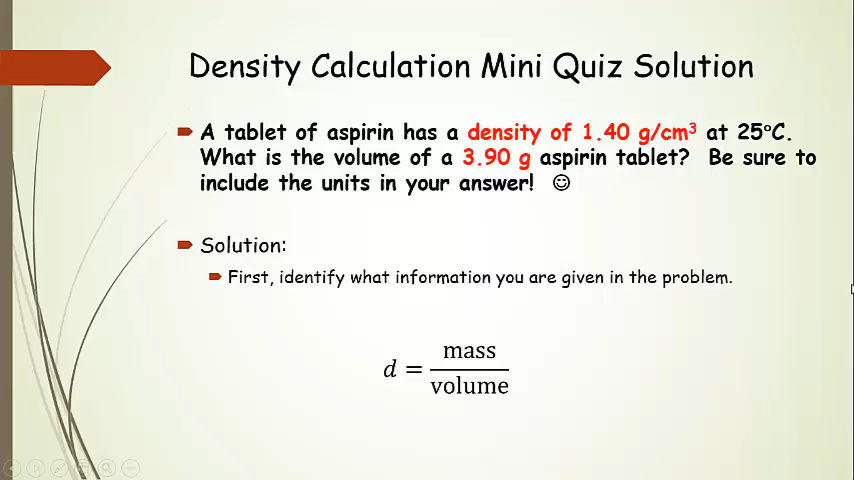 Density Calculation Mini Quiz Solution
A tablet of aspirin has a density of 1.40 g/cm³ at 25°C.
What is the volume of a 3.90 g aspirin tablet? Be sure to
include the units in your answer! ☺
Solution:
First, identify what information you are given in the problem.
d = mass
volume